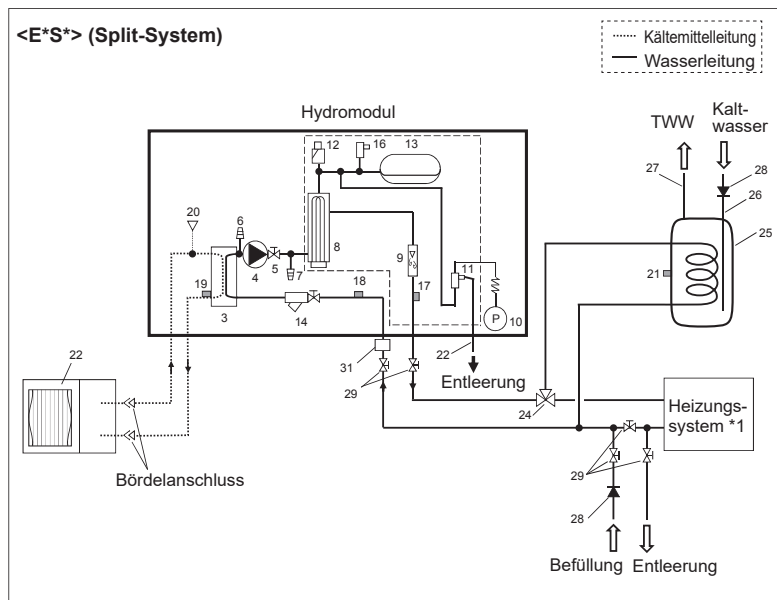 <E*S*> (Split-System)
Kältemittelleitung
Wasserleitung
Hydromodul
TWW
Kalt-
wasser
12
16
13
27
28
26
20
6
25
8
5
7
4
9
11
21
19
18
17
3
14
P
10
22
31
22
29
Entleerung
24
Heizungs-
system *1
Bördelanschluss
29
28
Befüllung
Entleerung